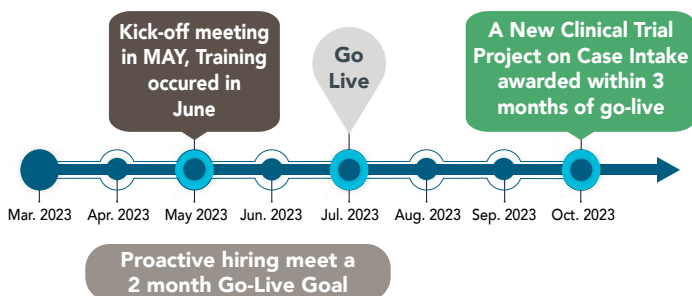 Kick-off meeting
in MAY, Training
occured in
June
Go
Live
A New Clinical Trial
Project on Case Intake
awarded within 3
months of go-live
Mar. 2023
Apr. 2023
May 2023
Jun. 2023
Jul. 2023
Aug. 2023
Sep. 2023
Oct. 2023
Proactive hiring meet a
2 month Go-Live Goal